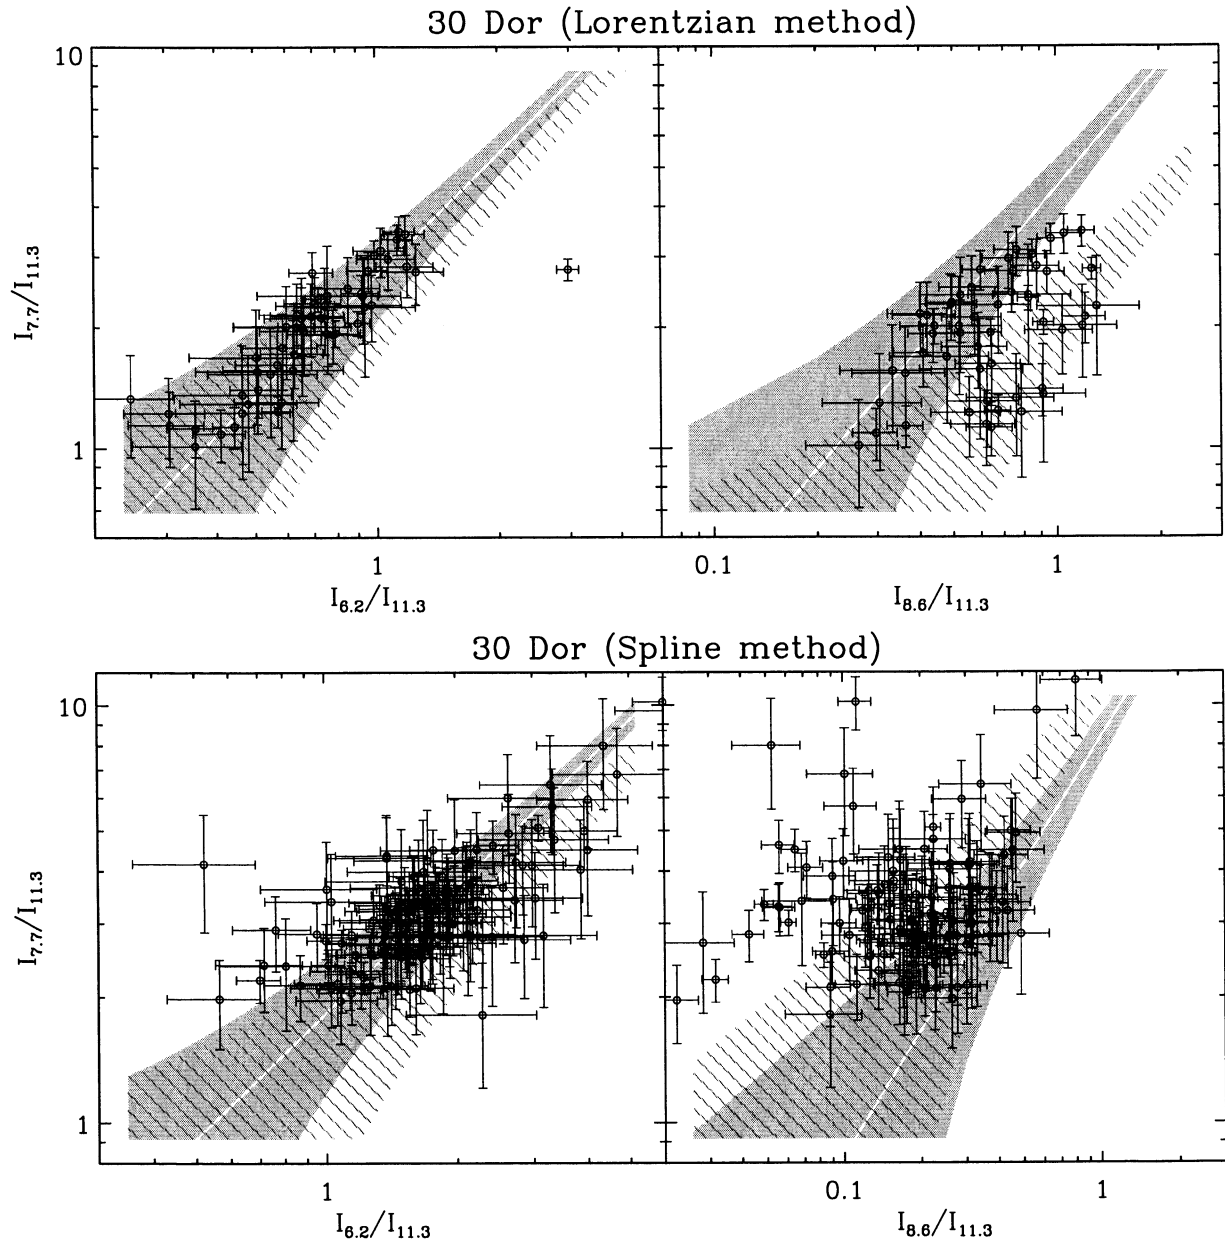 30 Dor (Lorentzian method)
10
1
I7.7/I11.3
1
0.1
1
I6.2/I11.3
I8.6/I11.3
30 Dor (Spline method)
10
1
I7.7/I11.3
1
0.1
1
I6.2/I11.3
I8.6/I11.3